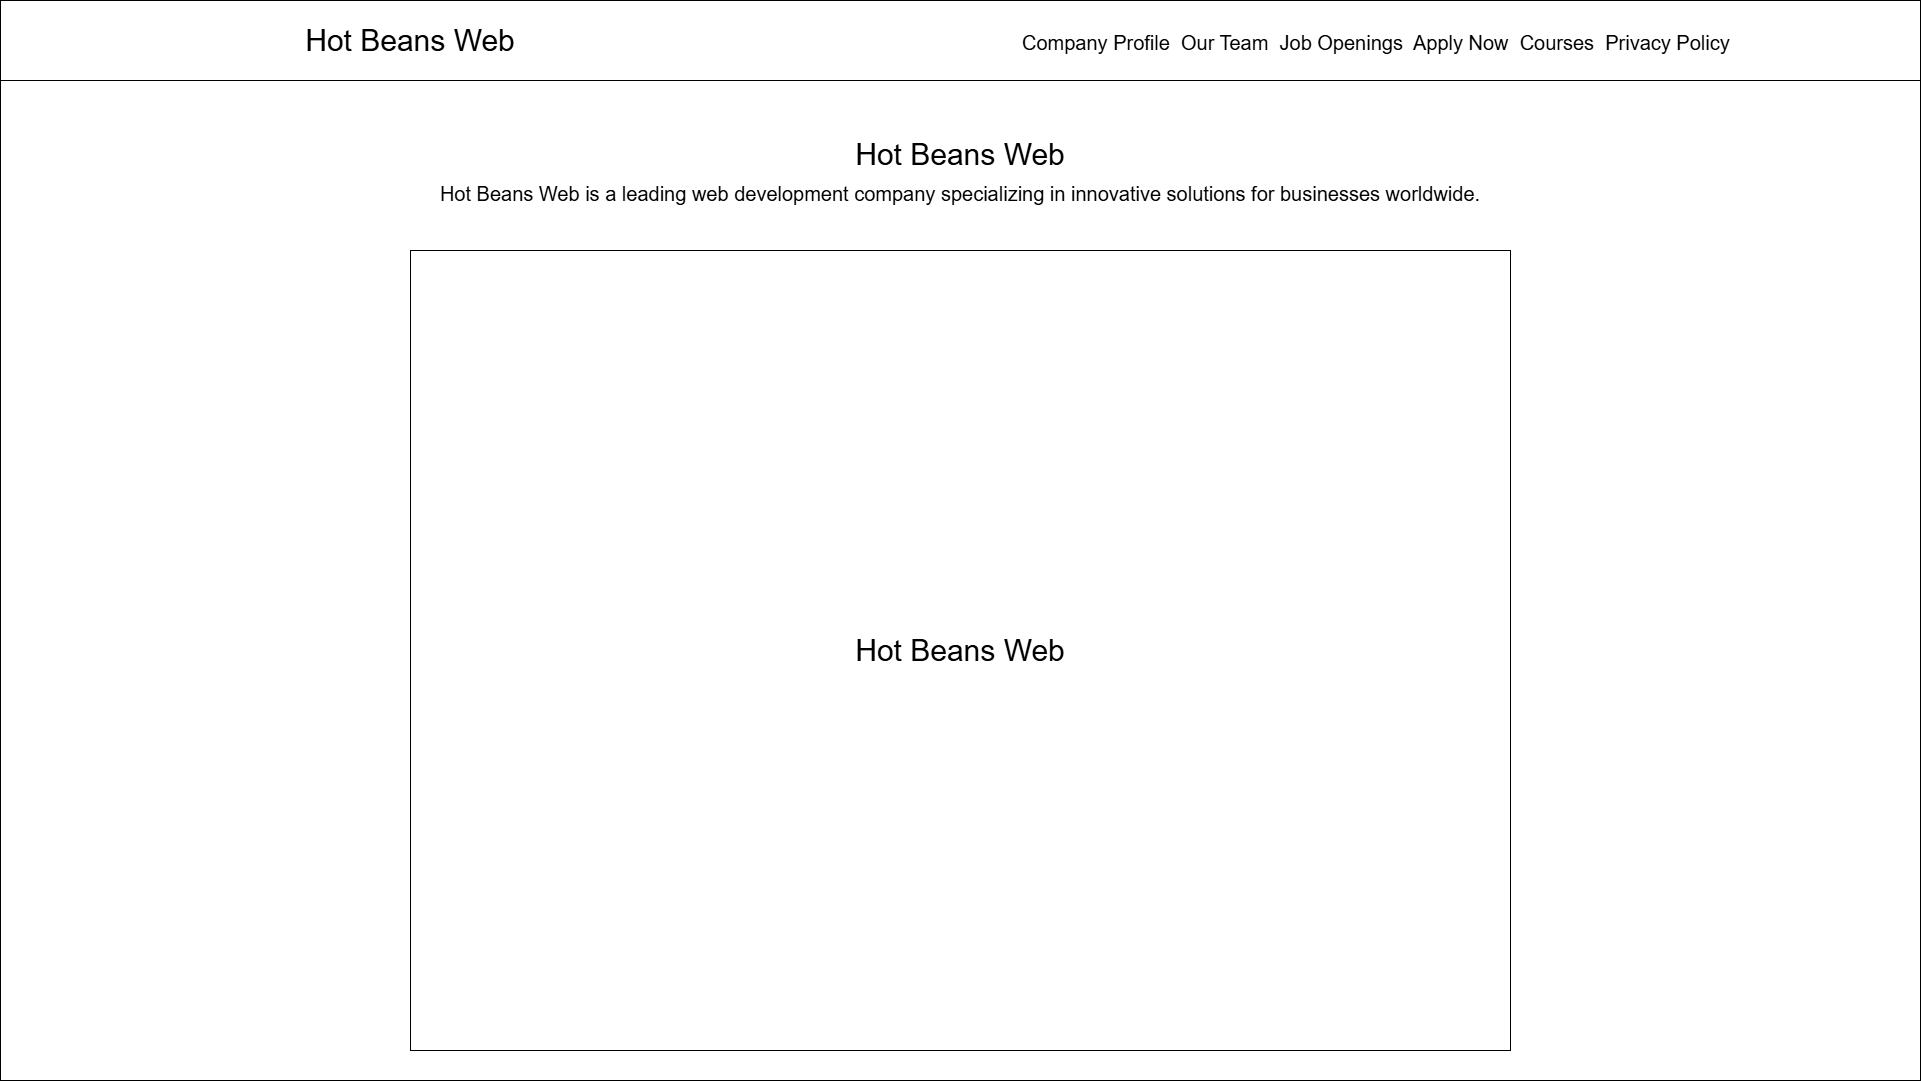 Hot Beans Web
Company Profile Our Team Job Openings Apply Now Courses Privacy Policy
Hot Beans Web
Hot Beans Web is a leading web development company specializing in innovative solutions for businesses worldwide.
Hot Beans Web